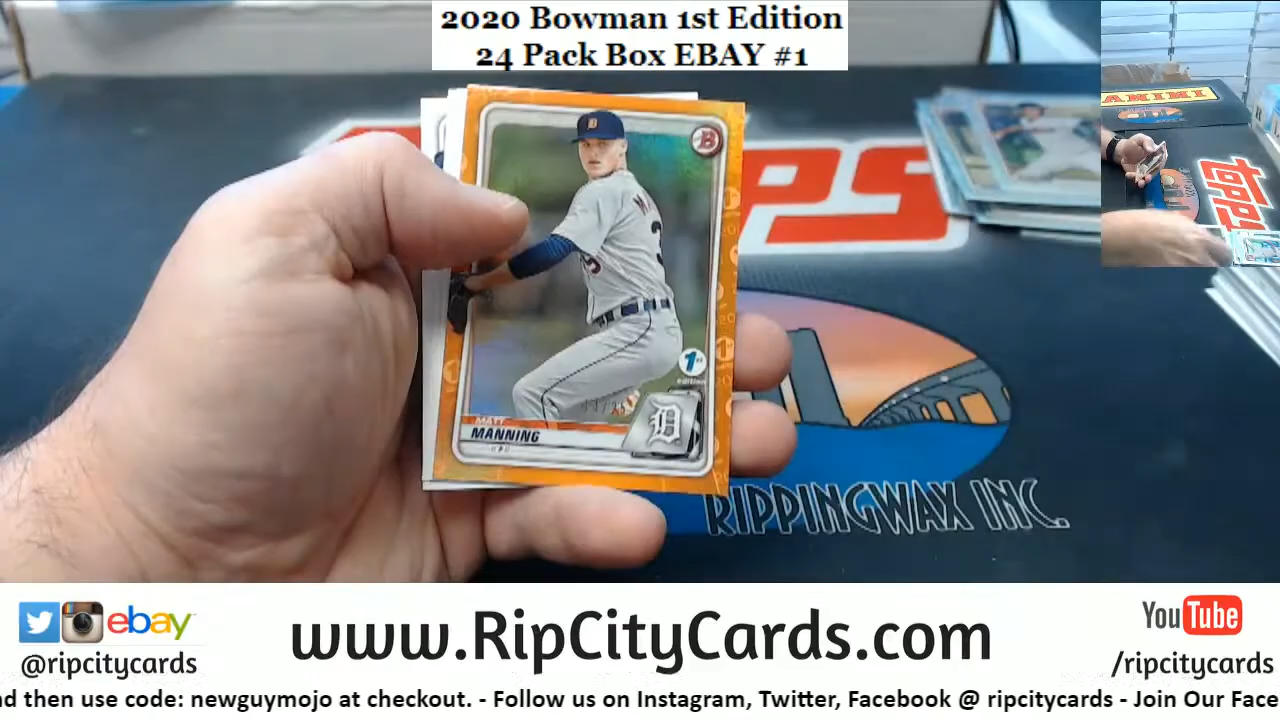 2020 Bowman 1st Edition
24 Pack Box EBAY #1
PANINI
TOPPS
PS
D
B
1st
edition
D
MATT
MANNING
RIPPINGWAX INC.
ebay
@ripcitycards
www.RipCityCards.com
YouTube
/ripcitycards
nd then use code: newguymojo at checkout. - Follow us on Instagram, Twitter, Facebook @ ripcitycards - Join Our Face